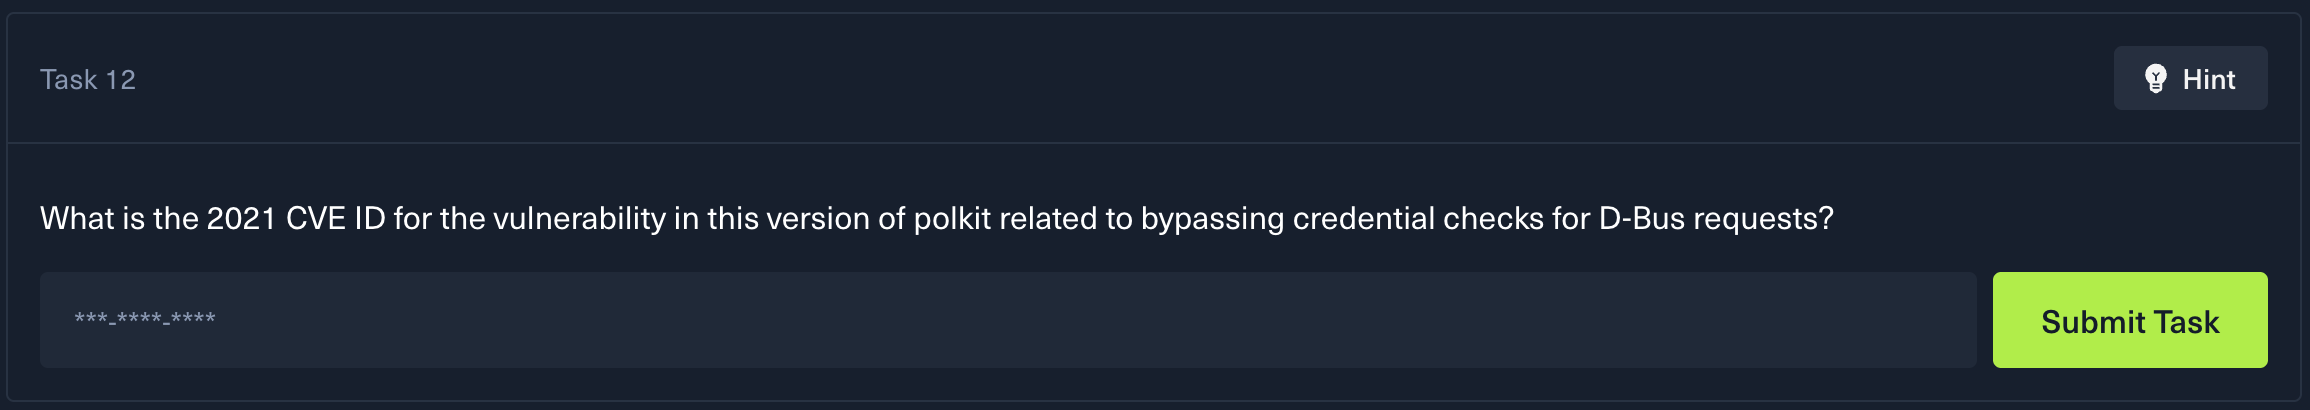 Task 12
Hint
What is the 2021 CVE ID for the vulnerability in this version of polkit related to bypassing credential checks for D-Bus requests?
***-****-****
Submit Task